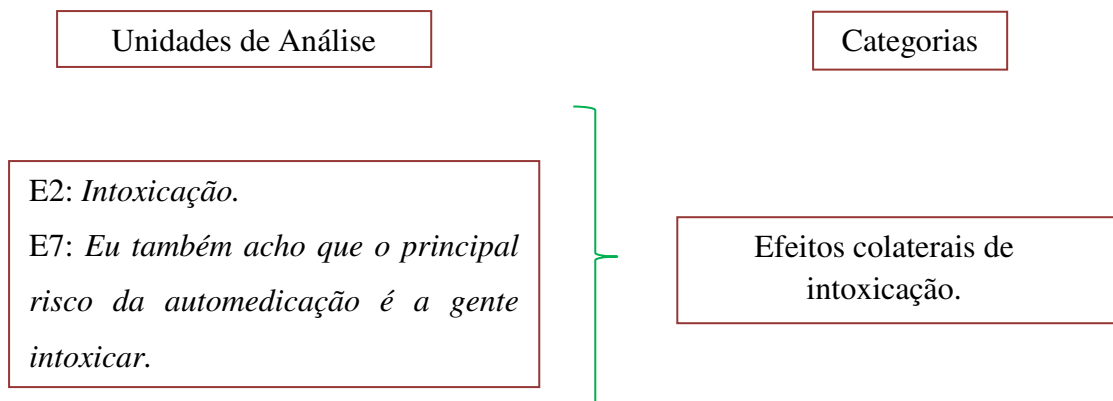 Unidades de Análise
Categorias
E2: Intoxicação.
E7: Eu também acho que o principal
risco da automedicação é a gente
intoxicar.
Efeitos colaterais de
intoxicação.